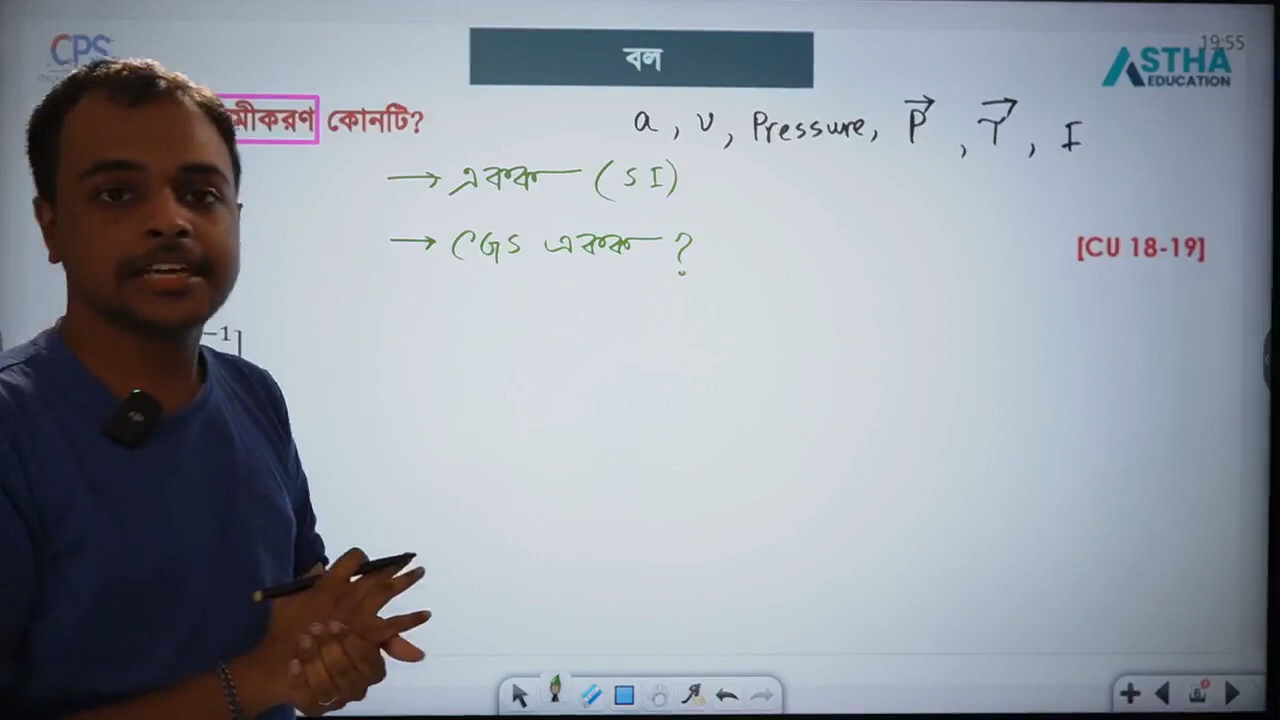 CPS
বল
19:55
ASTHA
EDUCATION
মীকরণ কোনটি?
a, v, Pressure, P, τ, I
→ একক (SI)
→ CGS একক ?
[CU 18-19]
−1]